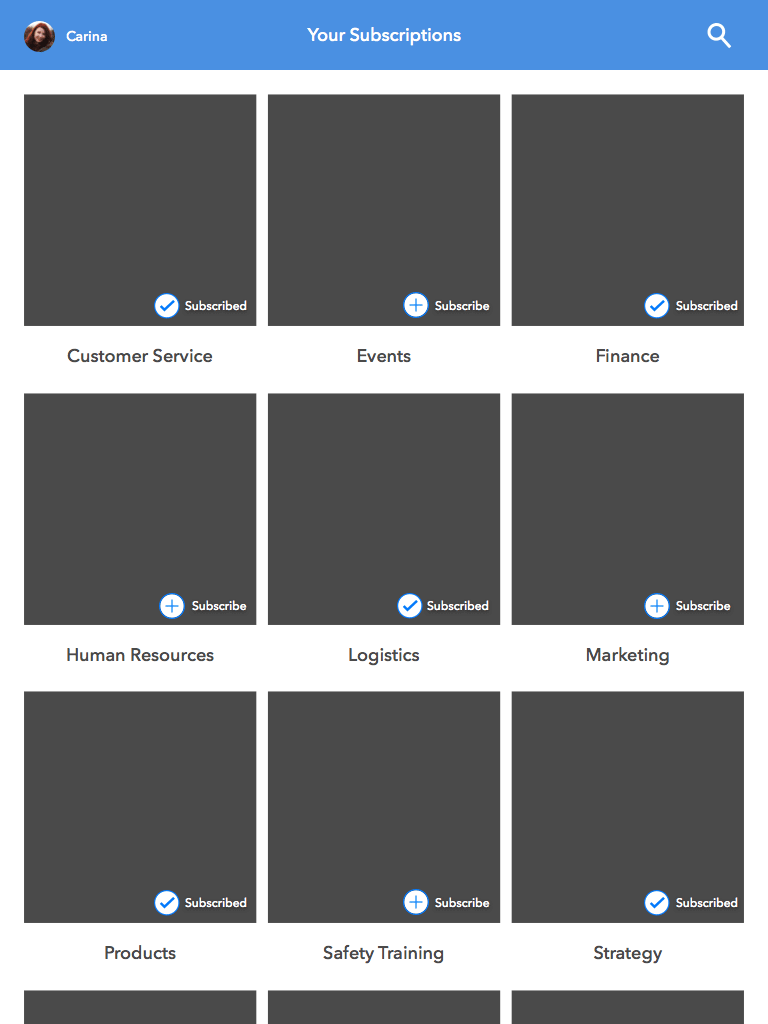 Carina
Your Subscriptions
Subscribed
Subscribe
Subscribed
Customer Service
Events
Finance
Subscribe
Subscribed
Subscribe
Human Resources
Logistics
Marketing
Subscribed
Subscribe
Subscribed
Products
Safety Training
Strategy